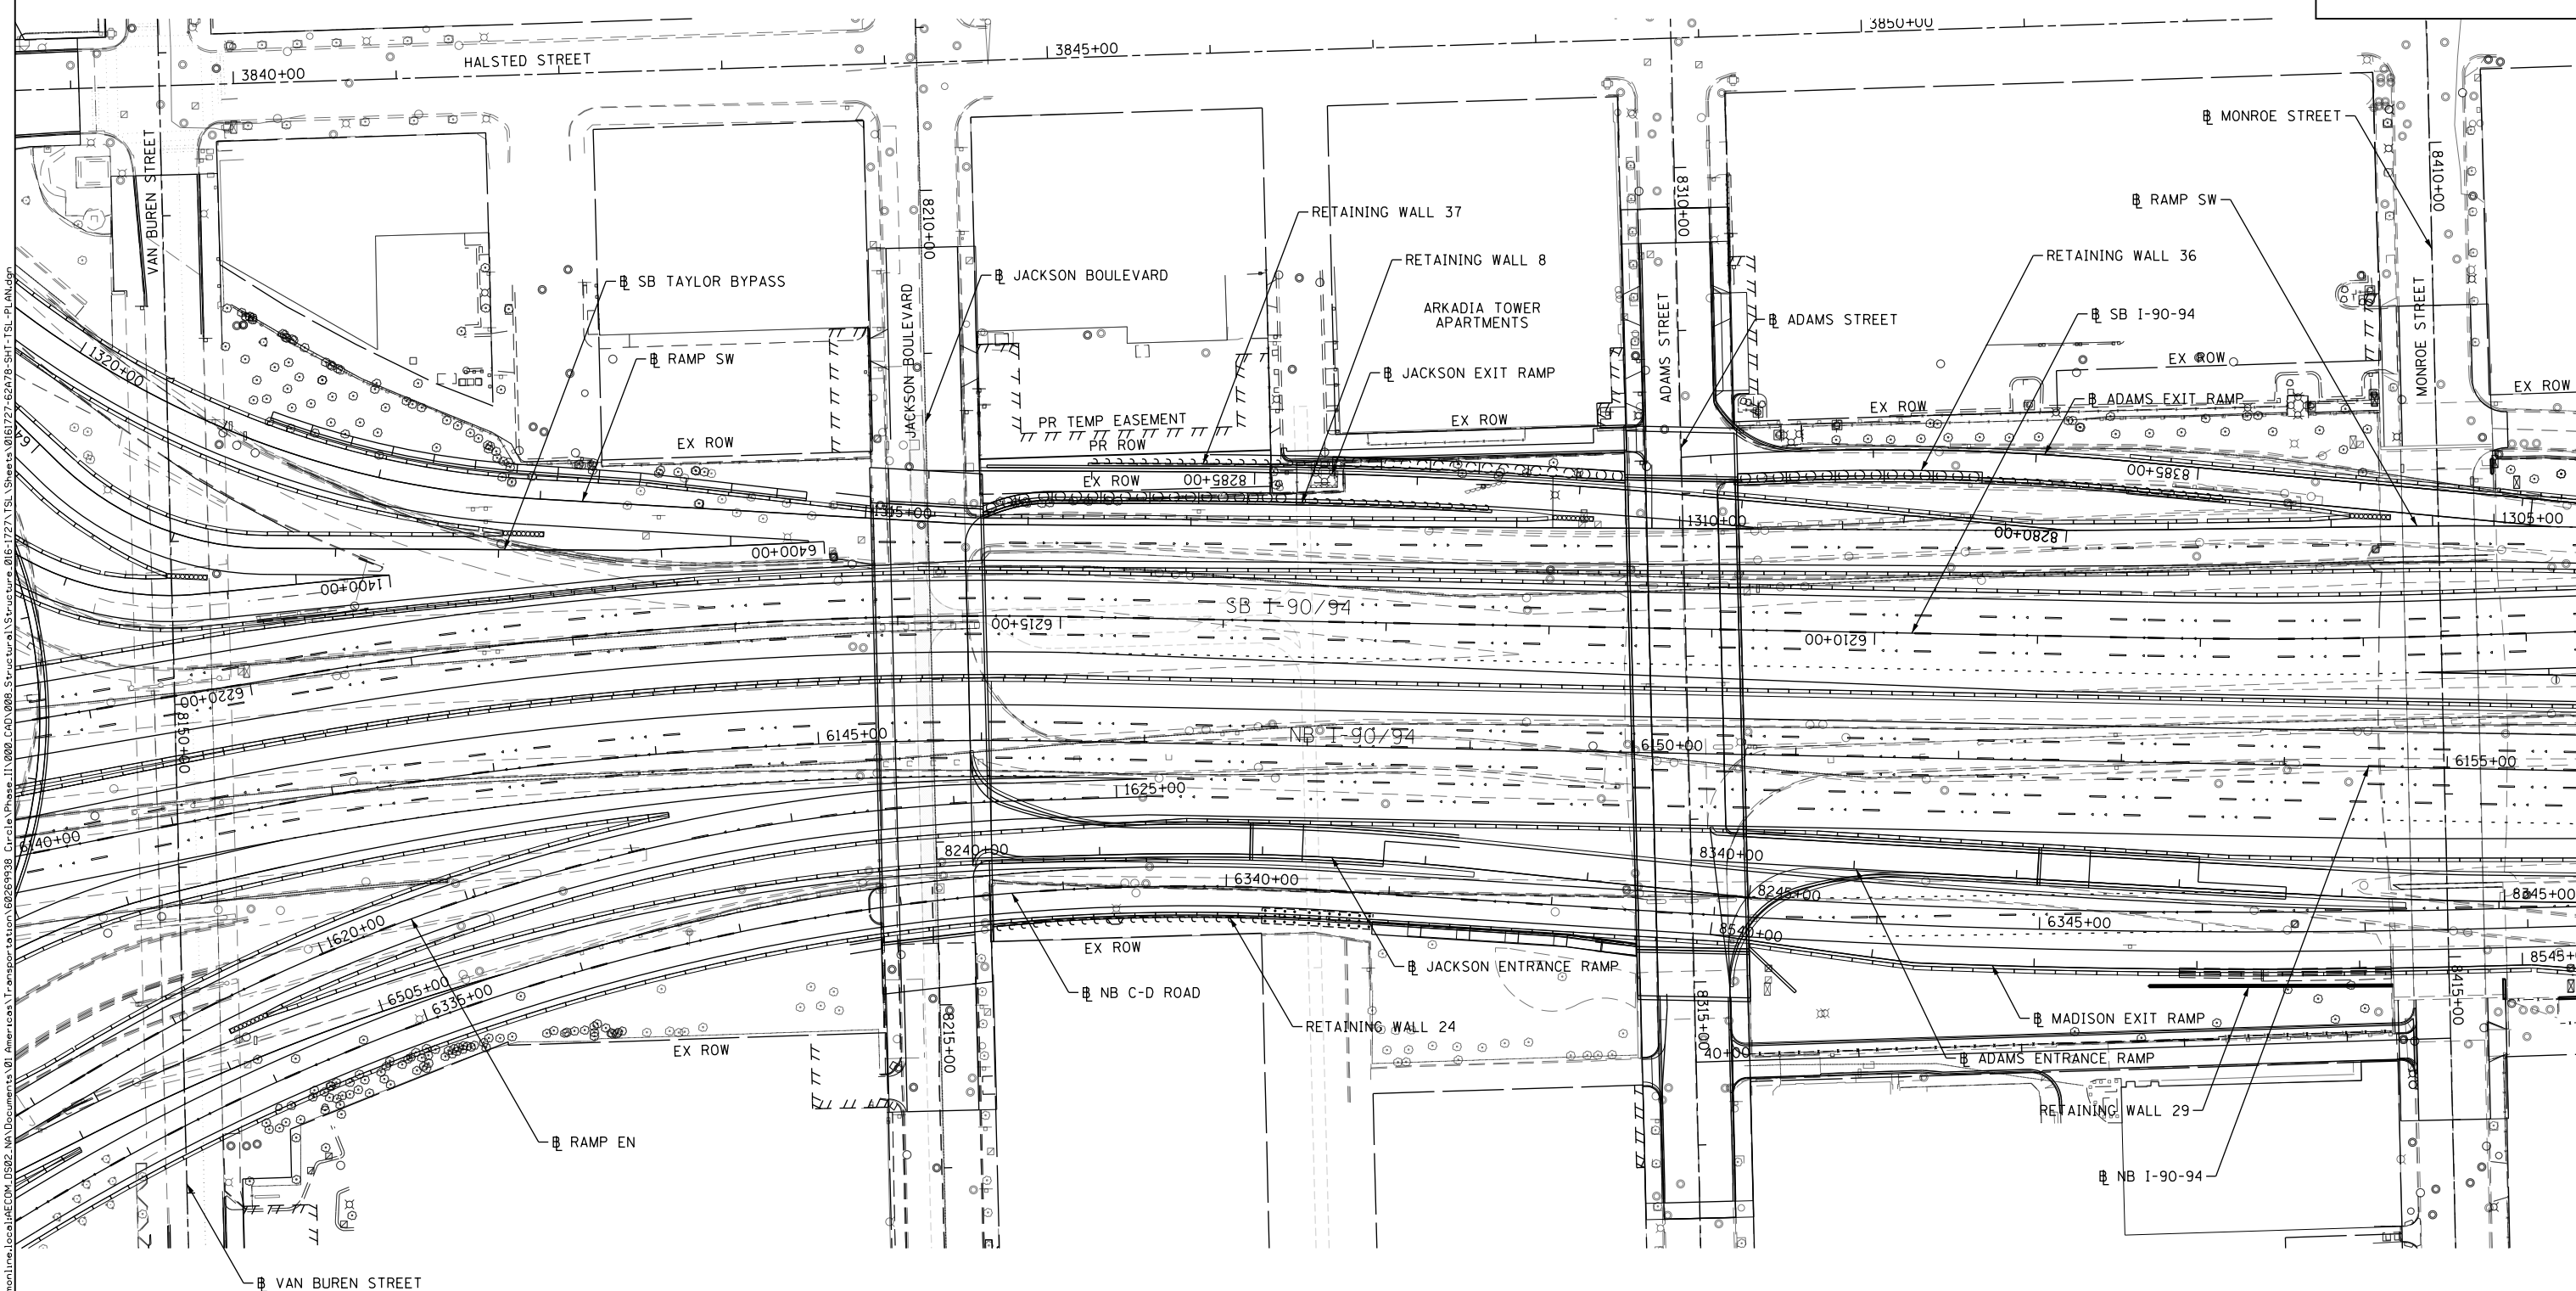 3850+00
3845+00
HALSTED STREET
3840+00
℄ MONROE STREET
VAN BUREN STREET
8210+00
8310+00
8410+00
℄ RAMP SW
RETAINING WALL 37
RETAINING WALL 36
RETAINING WALL 8
℄ JACKSON BOULEVARD
℄ SB TAYLOR BYPASS
ARKADIA TOWER
APARTMENTS
℄ SB I-90-94
℄ ADAMS STREET
JACKSON BOULEVARD
ADAMS STREET
MONROE STREET
1320+00
℄ RAMP SW
EX ROW
℄ JACKSON EXIT RAMP
EX ROW
℄ ADAMS EXIT RAMP
EX ROW
PR TEMP EASEMENT
EX ROW
EX ROW
PR ROW
8385+00
EX ROW
8285+00
1310+00
1305+00
8280+00
6400+00
1400+00
SB I-90/94
6215+00
6210+00
6220+00
8150+00
6145+00
NB I-90/94
6150+00
6155+00
1625+00
6140+00
8240+00
8340+00
6340+00
8245+00
8345+00
6345+00
1620+00
8540+00
EX ROW
℄ JACKSON ENTRANCE RAMP
8545+00
6505+00
6335+00
℄ NB C-D ROAD
8215+00
8315+00
8415+00
RETAINING WALL 24
℄ MADISON EXIT RAMP
EX ROW
40+00
℄ ADAMS ENTRANCE RAMP
RETAINING WALL 29
℄ RAMP EN
℄ NB I-90-94
℄ VAN BUREN STREET